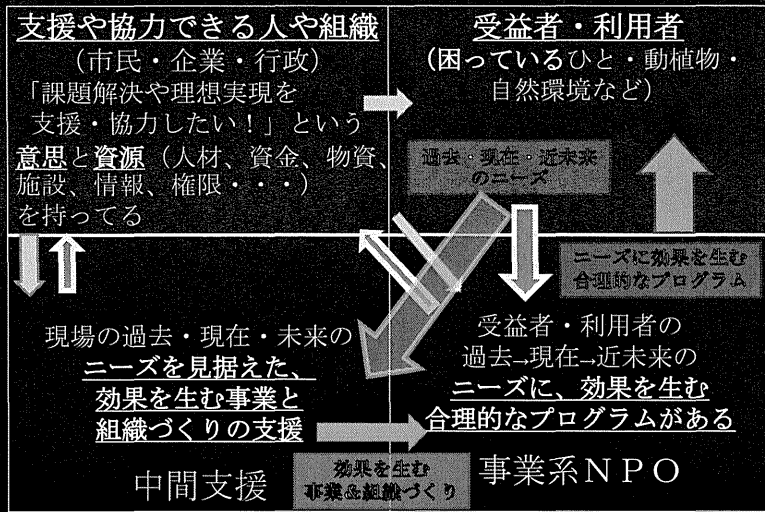 支援や協力できる人や組織
（市民・企業・行政）
「課題解決や理想実現を
支援・協力したい！」という
意思と資源（人材、資金、物資、
施設、情報、権限・・・）
を持ってる
受益者・利用者
（困っているひと・動植物・
自然環境など）
過去・現在・近未来
のニーズ
ニーズに効果を生む
合理的なプログラム
現場の過去・現在・未来の
ニーズを見据えた、
効果を生む事業と
組織づくりの支援
中間支援
受益者・利用者の
過去→現在→近未来の
ニーズに、効果を生む
合理的なプログラムがある
事業系ＮＰＯ
効果を生む
事業&組織づくり